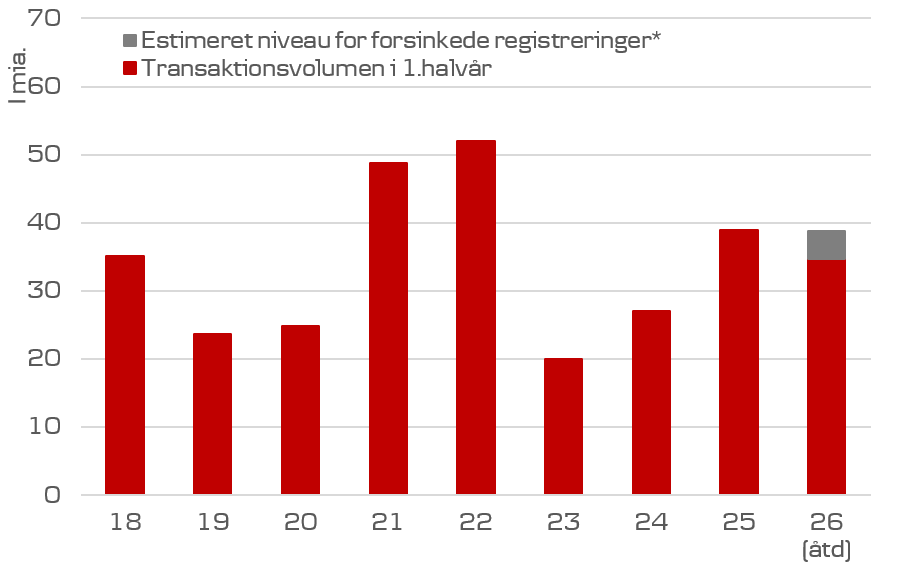 70
Estimeret niveau for forsinkede registreringer*
Transaktionsvolumen i 1.halvår
I mia.
60
50
40
30
20
10
0
18 19 20 21 22 23 24 25 26
(åtd)